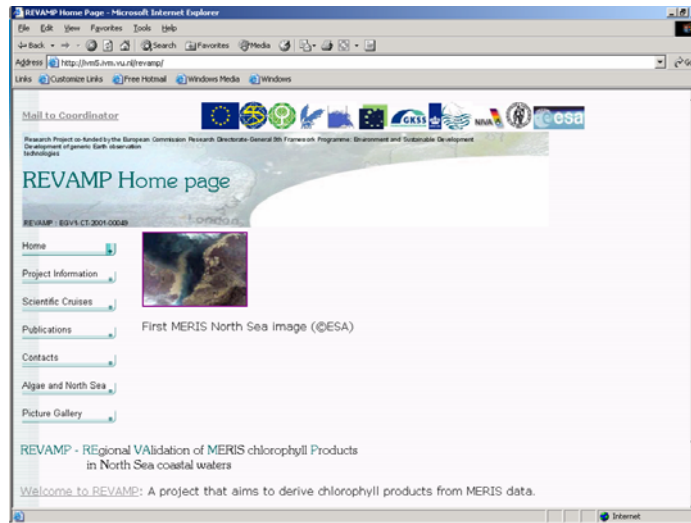 REVAMP Home Page - Microsoft Internet Explorer
File Edit View Favorites Tools Help
Back Search Favorites Media
Address http://ivm5.ivm.vu.nl/revamp/
Links Customize Links Free Hotmail Windows Media Windows
Mail to Coordinator
GKSS NIVA esa
Research Project co-funded by the European Commission Research Directorate-General 5th Framework Programme: Environment and Sustainable Development
Development of generic Earth observation
technologies
REVAMP Home page
London
REVAMP : EGV1-CT-2001-00049
Home
Project Information
Scientific Cruises
Publications
Contacts
Algae and North Sea
Picture Gallery
First MERIS North Sea image (©ESA)
REVAMP - REgional VAlidation of MERIS chlorophyll Products
in North Sea coastal waters
Welcome to REVAMP: A project that aims to derive chlorophyll products from MERIS data.
Internet